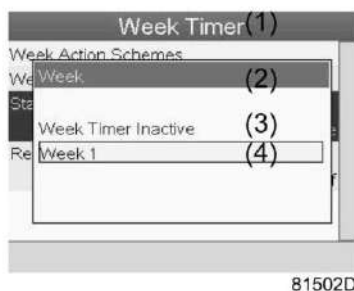 Week Timer(1)
Week Action Schemes
We
Week (2)
Sta
Week Timer Inactive (3)
e
Re
Week 1 (4)
f
81502D